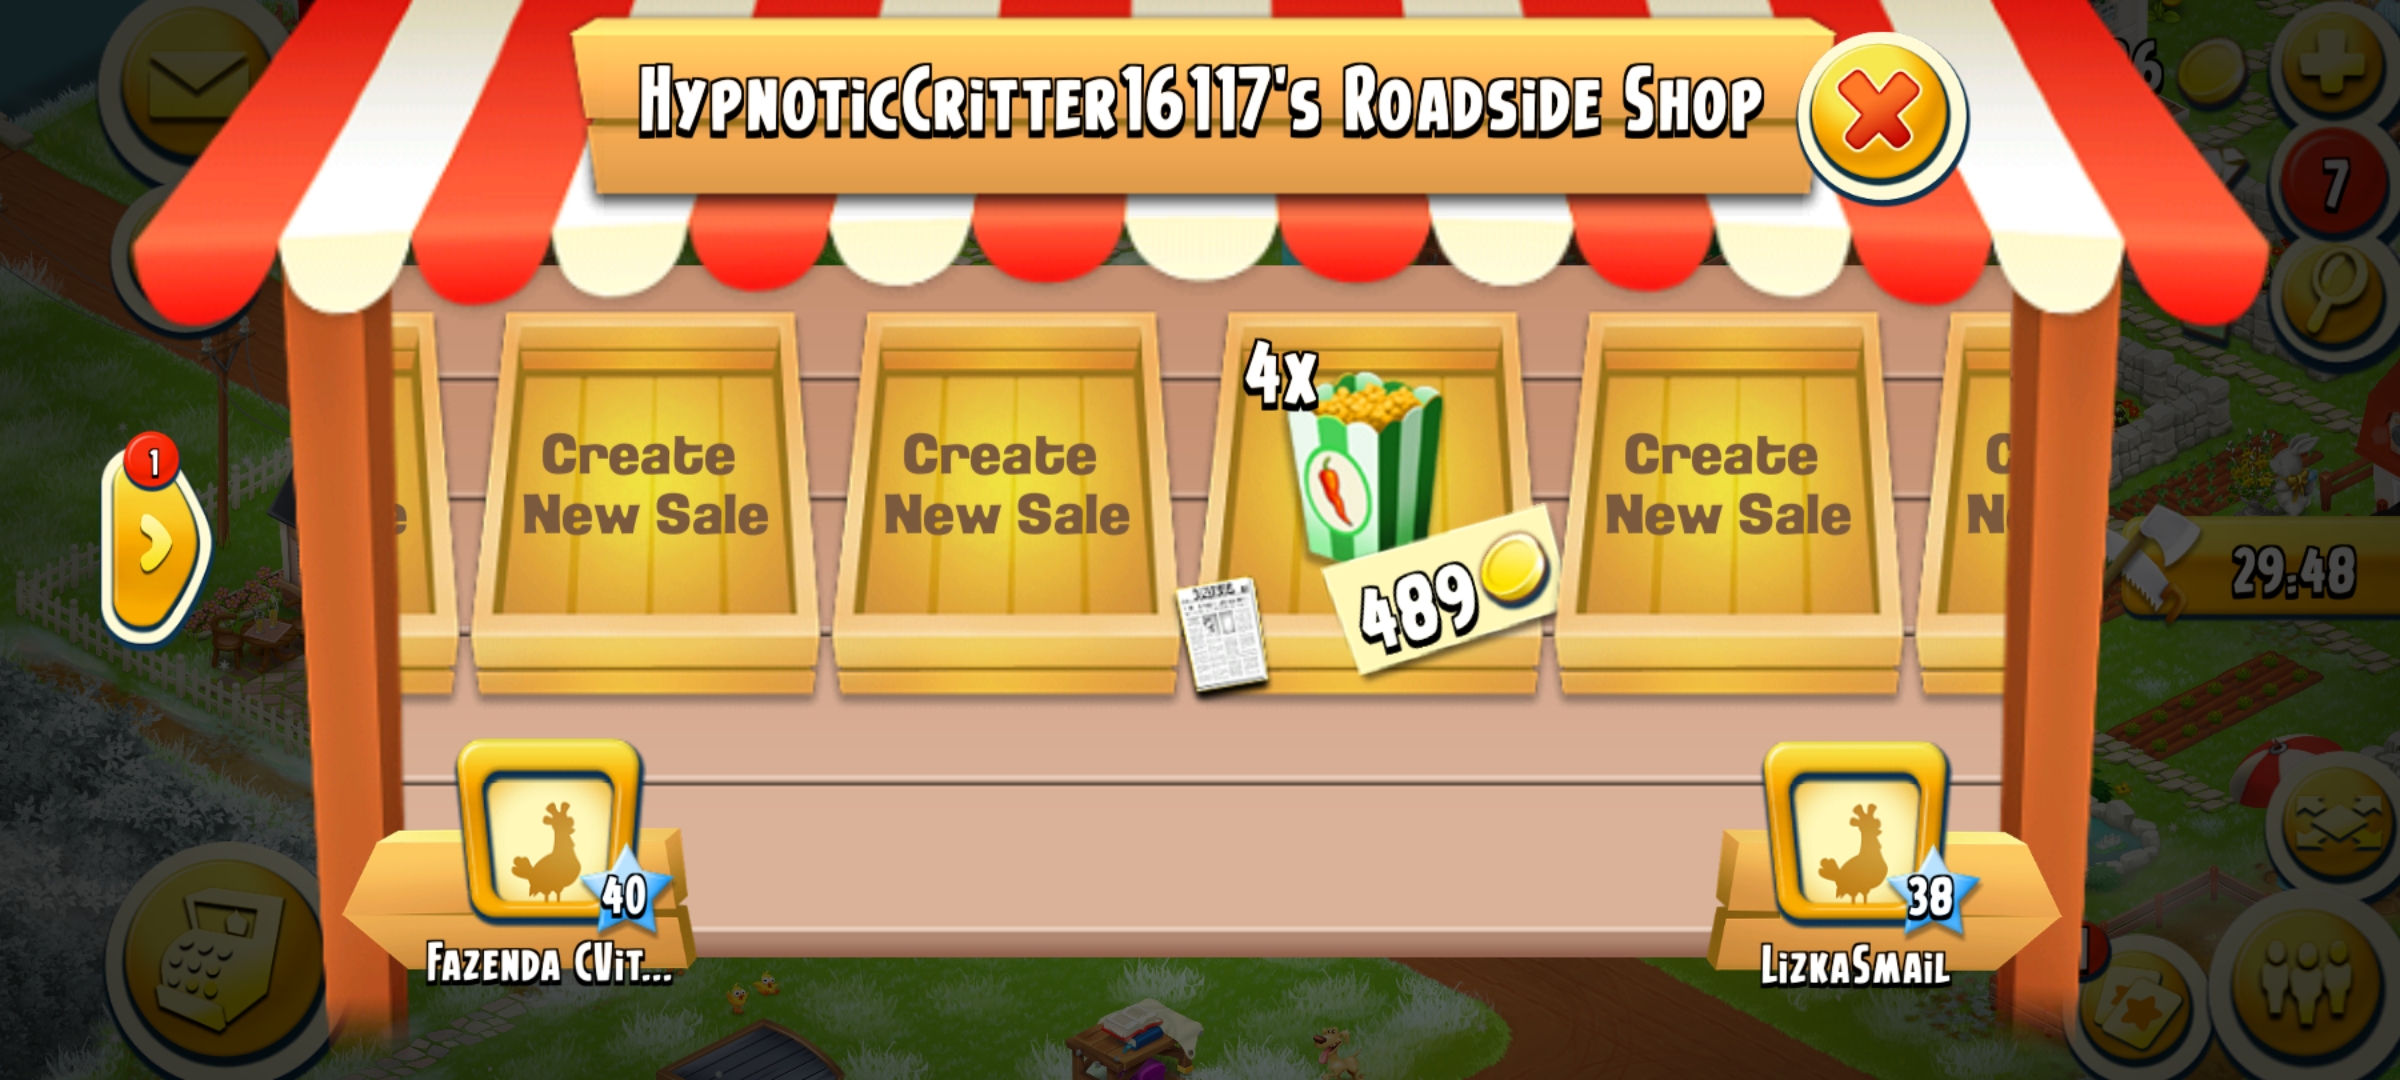 HypnoticCritter16117's Roadside Shop
7
1
4x
Create
New Sale
Create
New Sale
Create
New Sale
489
29:48
40
38
Fazenda CVit...
LizkaSmail